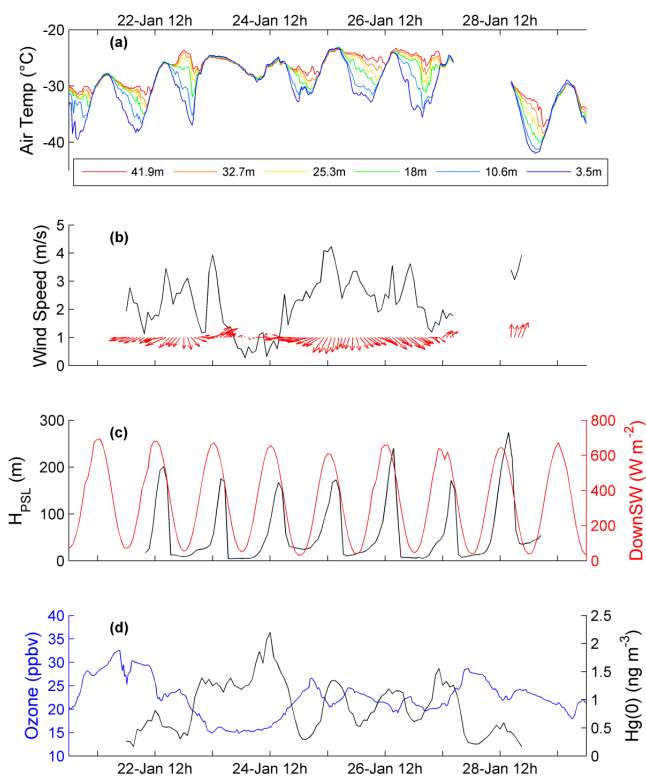 22-Jan 12h 24-Jan 12h 26-Jan 12h 28-Jan 12h
(a)
Air Temp (°C)
-20
-30
-40
41.9m 32.7m 25.3m 18m 10.6m 3.5m
(b)
Wind Speed (m/s)
5
4
3
2
1
0
(c)
H_PSL (m)
300
200
100
0
800
600
400
200
0
DownSW (W m⁻²)
(d)
Ozone (ppbv)
40
35
30
25
20
15
10
2.5
2
1.5
1
0.5
0
Hg(0) (ng m⁻³)
22-Jan 12h 24-Jan 12h 26-Jan 12h 28-Jan 12h